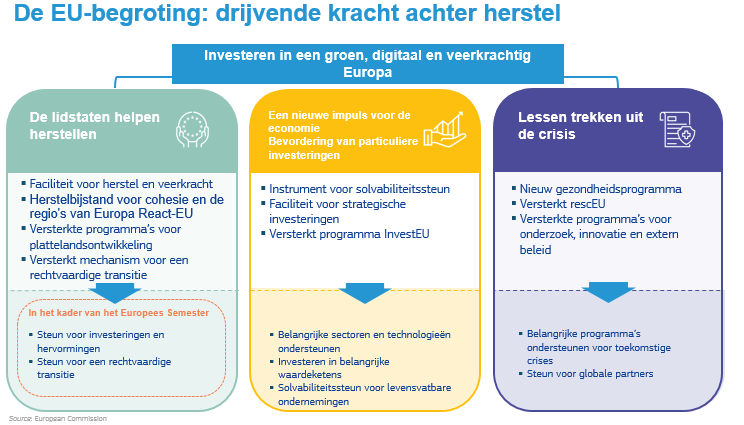 De EU-begroting: drijvende kracht achter herstel
Investeren in een groen, digitaal en veerkrachtig
Europa
De lidstaten helpen
herstellen
▪ Faciliteit voor herstel en veerkracht
▪ Herstelbijstand voor cohesie en de
regio's van Europa React-EU
▪ Versterkte programma's voor
plattelandsontwikkeling
▪ Versterkt mechanism voor een
rechtvaardige transitie
In het kader van het Europees Semester
▪ Steun voor investeringen en
hervormingen
▪ Steun voor een rechtvaardige
transitie
Een nieuwe impuls voor de
economie
Bevordering van particuliere
investeringen
▪ Instrument voor solvabiliteitssteun
▪ Faciliteit voor strategische
investeringen
▪ Versterkt programma InvestEU
▪ Belangrijke sectoren en technologieën
ondersteunen
▪ Investeren in belangrijke
waardeketens
▪ Solvabiliteitssteun voor levensvatbare
ondernemingen
Lessen trekken uit
de crisis
▪ Nieuw gezondheidsprogramma
▪ Versterkt rescEU
▪ Versterkte programma's voor
onderzoek, innovatie en extern
beleid
▪ Belangrijke programma's
ondersteunen voor toekomstige
crises
▪ Steun voor globale partners
Source: European Commission